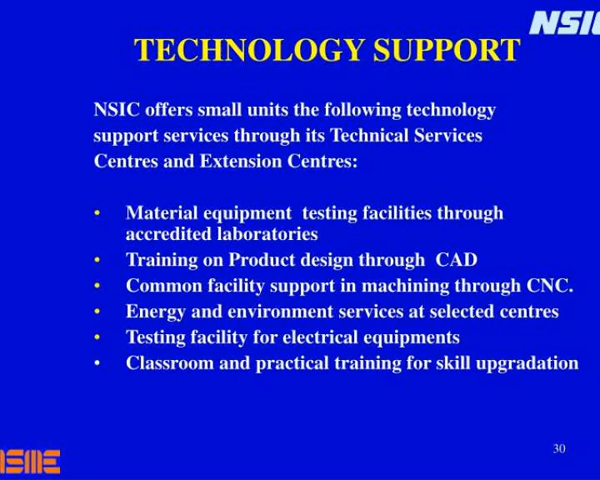 NSIC
TECHNOLOGY SUPPORT
NSIC offers small units the following technology
support services through its Technical Services
Centres and Extension Centres:
• Material equipment testing facilities through
accredited laboratories
• Training on Product design through CAD
• Common facility support in machining through CNC.
• Energy and environment services at selected centres
• Testing facility for electrical equipments
• Classroom and practical training for skill upgradation
30